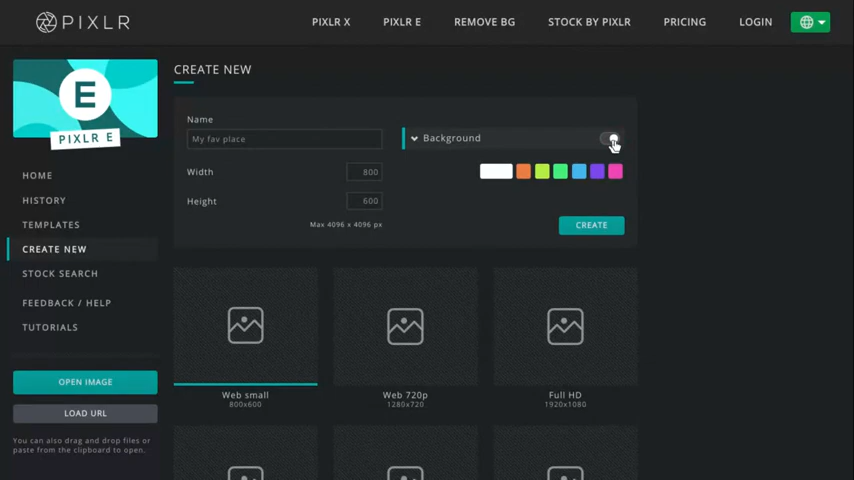 PIXLR
PIXLR X
PIXLR E
REMOVE BG
STOCK BY PIXLR
PRICING
LOGIN
E
PIXLR E
HOME
HISTORY
TEMPLATES
CREATE NEW
STOCK SEARCH
FEEDBACK / HELP
TUTORIALS
OPEN IMAGE
LOAD URL
You can also drag and drop files or
paste from the clipboard to open.
CREATE NEW
Name
My fav place
Width
800
Height
600
Max 4096 x 4096 px
Background
CREATE
Web small
800x600
Web 720p
1280x720
Full HD
1920x1080